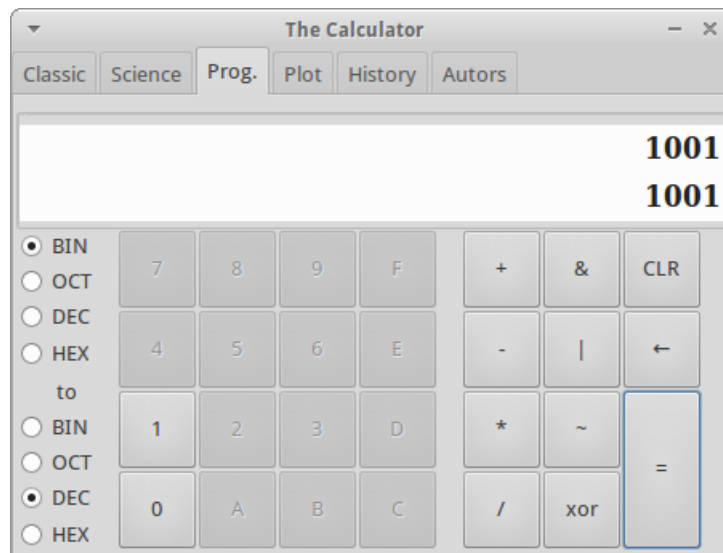 The Calculator
Classic Science Prog. Plot History Autors
1001
1001
BIN 7 8 9 F + & CLR
OCT
DEC 4 5 6 E - | ←
HEX
to
BIN 1 2 3 D * ~ =
OCT
DEC 0 A B C / xor
HEX